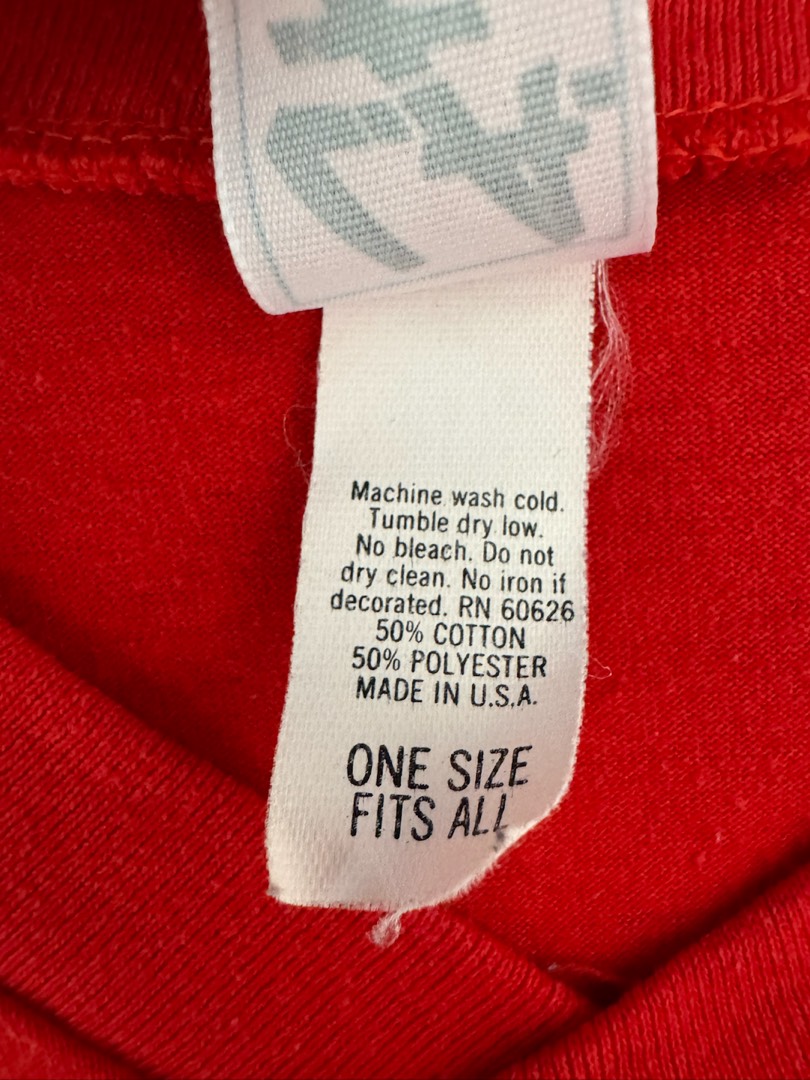 Machine wash cold.
Tumble dry low.
No bleach. Do not
dry clean. No iron if
decorated. RN 60626
50% COTTON
50% POLYESTER
MADE IN U.S.A.
ONE SIZE
FITS ALL